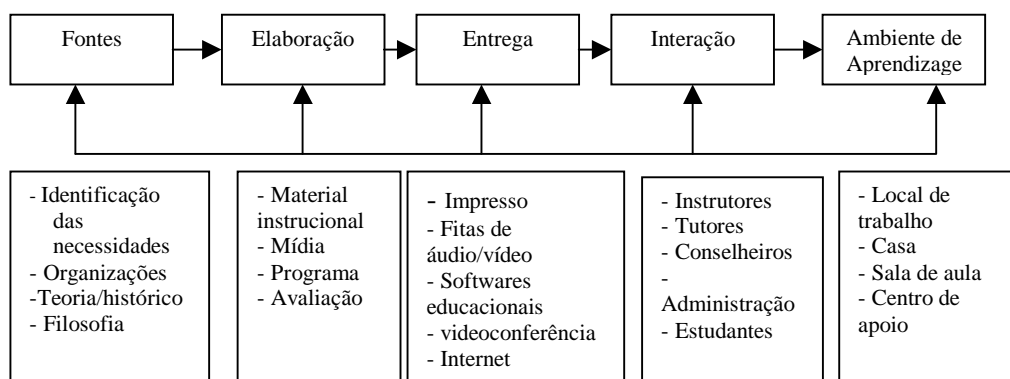 Fontes
Elaboração
Entrega
Interação
Ambiente de
Aprendizage
- Identificação
das
necessidades
- Organizações
-Teoria/histórico
- Filosofia
- Material
instrucional
- Mídia
- Programa
- Avaliação
- Impresso
- Fitas de
áudio/vídeo
- Softwares
educacionais
- videoconferência
- Internet
- Instrutores
- Tutores
- Conselheiros
-
Administração
- Estudantes
- Local de
trabalho
- Casa
- Sala de aula
- Centro de
apoio